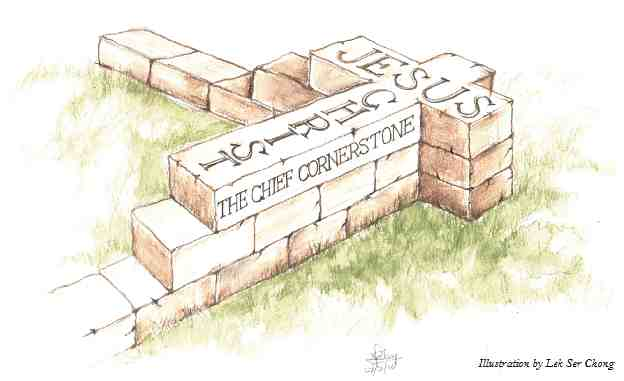 JESUS
CHRIST
THE CHIEF CORNERSTONE
Illustration by Lek Ser Chong